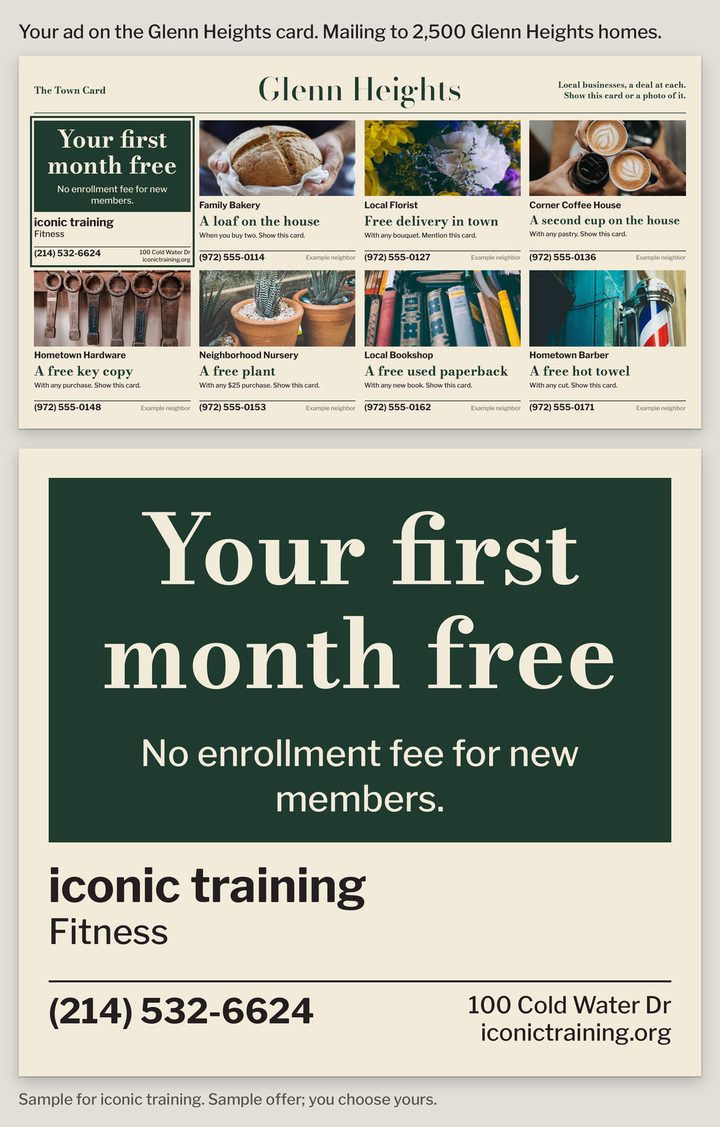 Your ad on the Glenn Heights card. Mailing to 2,500 Glenn Heights homes.
The Town Card
Glenn Heights
Local businesses, a deal at each.
Show this card or a photo of it.
Your first
month free
No enrollment fee for new
members.
iconic training
Fitness
(214) 532-6624
100 Cold Water Dr
iconictraining.org
Family Bakery
A loaf on the house
When you buy two. Show this card.
(972) 555-0114
Example neighbor
Local Florist
Free delivery in town
With any bouquet. Mention this card.
(972) 555-0127
Example neighbor
Corner Coffee House
A second cup on the house
With any pastry. Show this card.
(972) 555-0136
Example neighbor
Hometown Hardware
A free key copy
With any purchase. Show this card.
(972) 555-0148
Example neighbor
Neighborhood Nursery
A free plant
With any $25 purchase. Show this card.
(972) 555-0153
Example neighbor
Local Bookshop
A free used paperback
With any new book. Show this card.
(972) 555-0162
Example neighbor
Hometown Barber
A free hot towel
With any cut. Show this card.
(972) 555-0171
Example neighbor
Your first
month free
No enrollment fee for new
members.
iconic training
Fitness
(214) 532-6624
100 Cold Water Dr
iconictraining.org
Sample for iconic training. Sample offer; you choose yours.